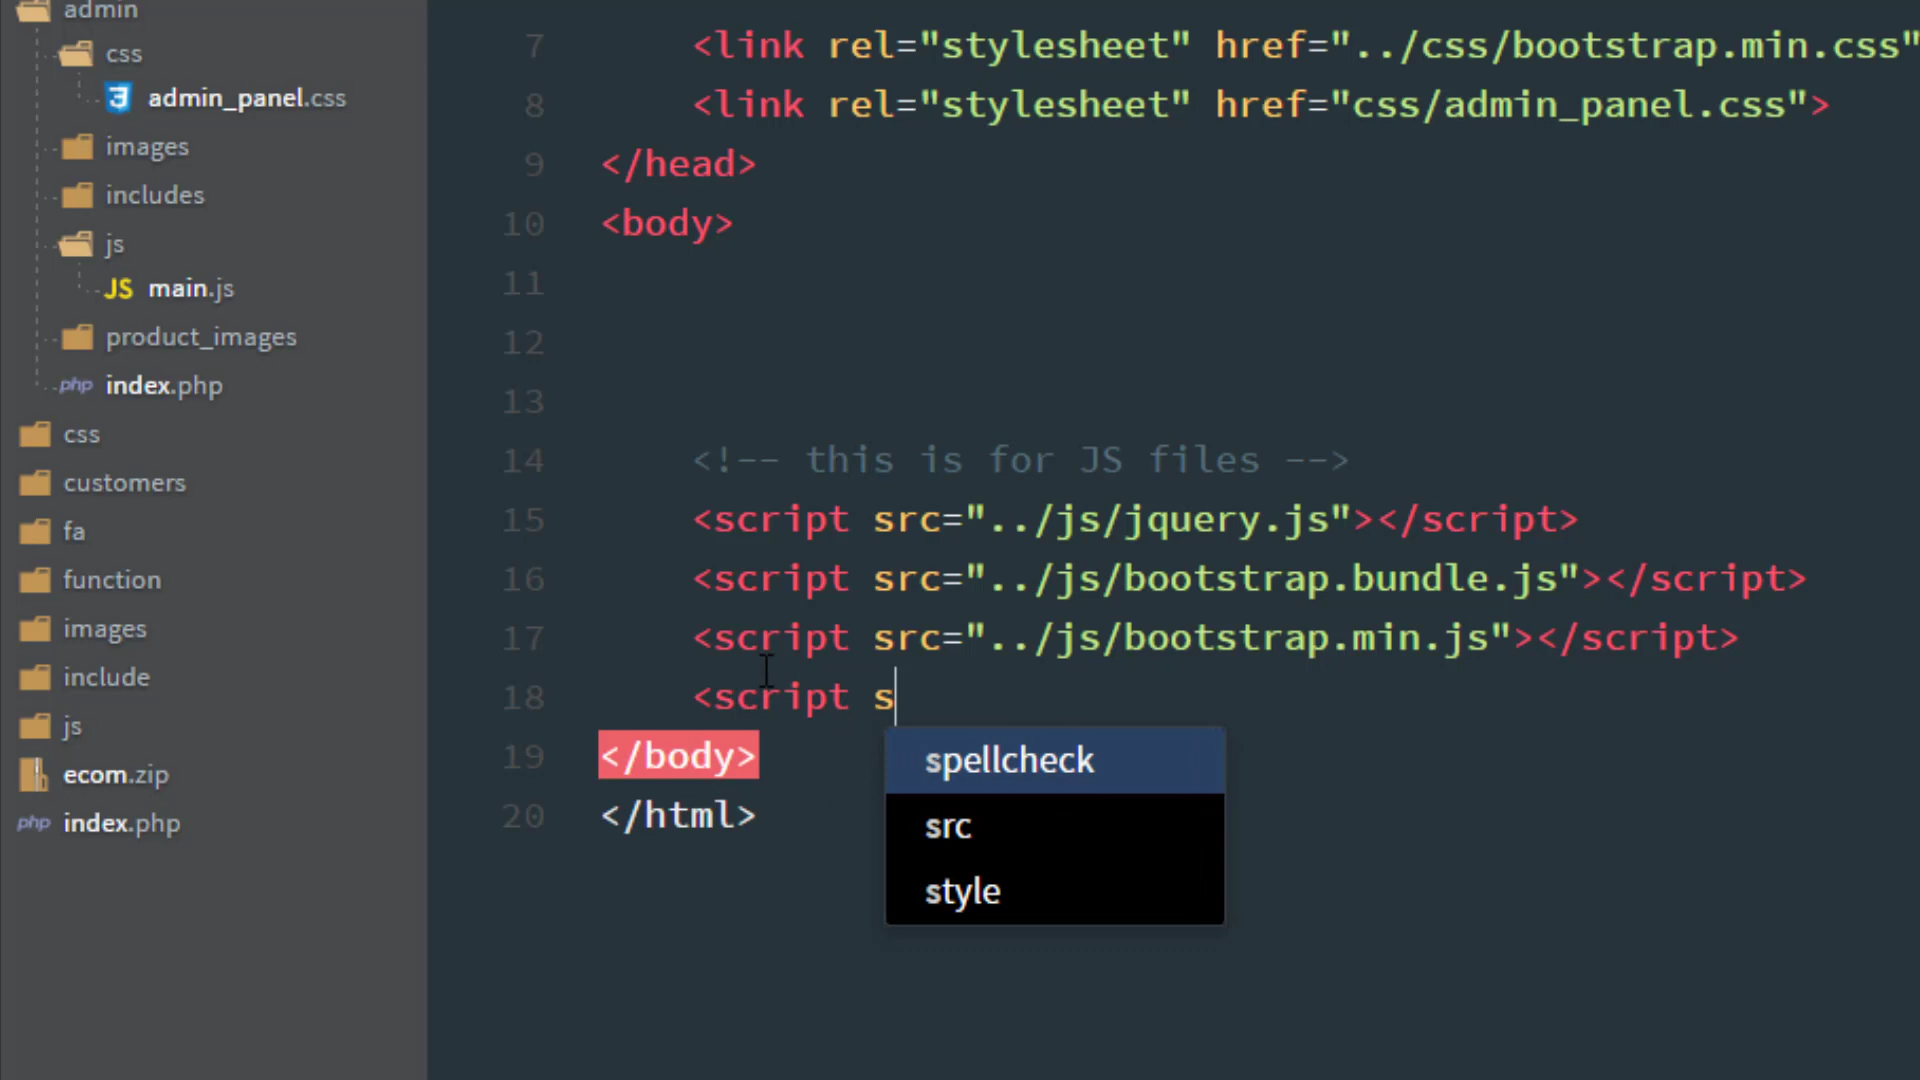 admin
css
admin_panel.css
images
includes
js
JS main.js
product_images
php index.php
css
customers
fa
function
images
include
js
ecom.zip
php index.php
7 <link rel="stylesheet" href="../css/bootstrap.min.css"
8 <link rel="stylesheet" href="css/admin_panel.css">
9 </head>
10 <body>
11
12
13
14 <!-- this is for JS files -->
15 <script src="../js/jquery.js"></script>
16 <script src="../js/bootstrap.bundle.js"></script>
17 <script src="../js/bootstrap.min.js"></script>
18 <script s
19 </body>
20 </html>
spellcheck
src
style